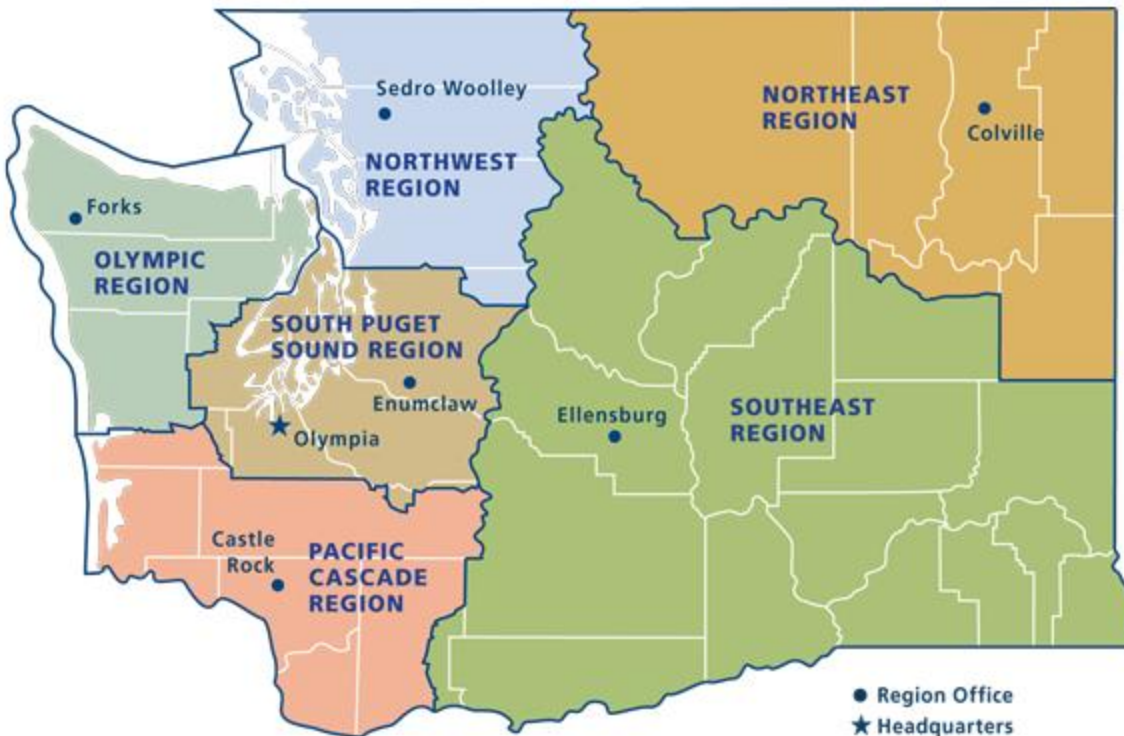 Sedro Woolley
NORTHWEST
REGION
NORTHEAST
REGION
Colville
Forks
OLYMPIC
REGION
SOUTH PUGET
SOUND REGION
Enumclaw
Olympia
Ellensburg
SOUTHEAST
REGION
Castle
Rock
PACIFIC
CASCADE
REGION
Region Office
Headquarters